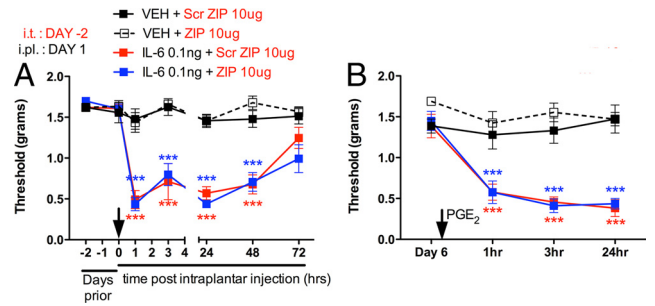 i.t.: DAY -2
i.pl.: DAY 1
VEH + Scr ZIP 10ug
VEH + ZIP 10ug
IL-6 0.1ng + Scr ZIP 10ug
IL-6 0.1ng + ZIP 10ug
A
Threshold (grams)
2.0
1.5
1.0
0.5
0.0
*** *** *** ***
*** *** *** ***
-2 -1 0 1 2 3 4 24 48 72
Days prior
time post intraplantar injection (hrs)
B
Threshold (grams)
2.0
1.5
1.0
0.5
0.0
*** *** ***
*** *** ***
PGE2
Day 6 1hr 3hr 24hr